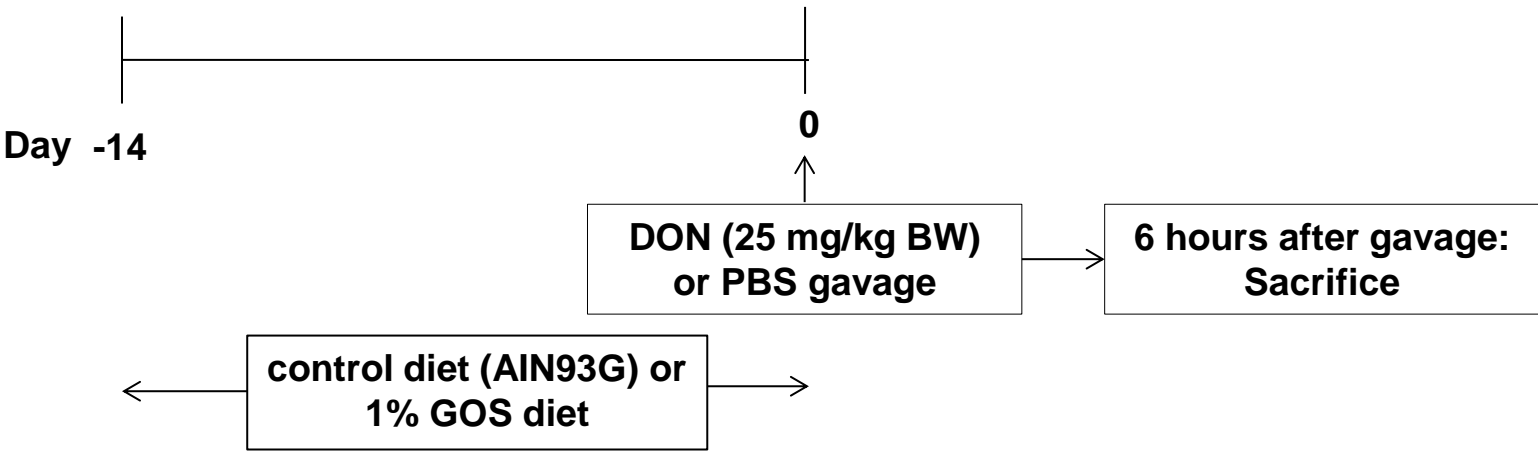 Day -14
0
DON (25 mg/kg BW)
or PBS gavage
6 hours after gavage:
Sacrifice
control diet (AIN93G) or
1% GOS diet